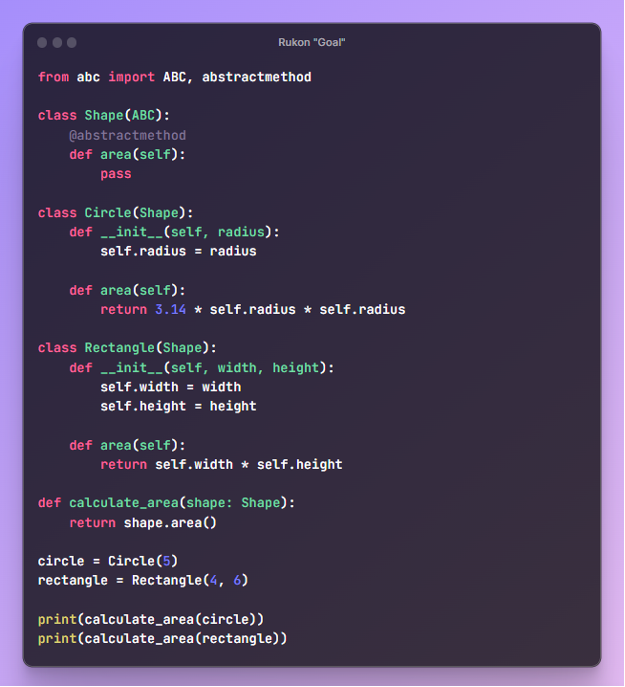 Rukon "Goal"
from abc import ABC, abstractmethod
class Shape(ABC):
    @abstractmethod
    def area(self):
        pass
class Circle(Shape):
    def __init__(self, radius):
        self.radius = radius
    def area(self):
        return 3.14 * self.radius * self.radius
class Rectangle(Shape):
    def __init__(self, width, height):
        self.width = width
        self.height = height
    def area(self):
        return self.width * self.height
def calculate_area(shape: Shape):
    return shape.area()
circle = Circle(5)
rectangle = Rectangle(4, 6)
print(calculate_area(circle))
print(calculate_area(rectangle))